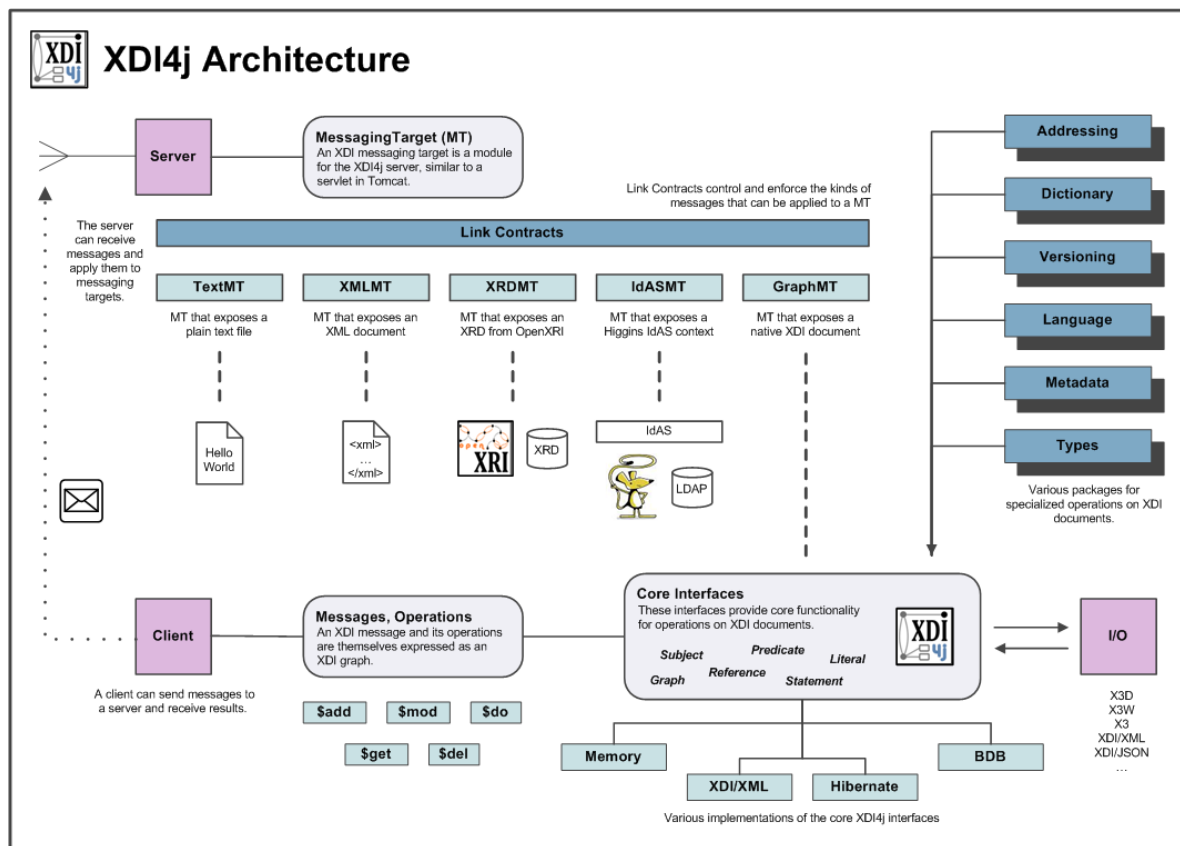 XDI
4j
XDI4j Architecture
Server
MessagingTarget (MT)
An XDI messaging target is a module
for the XDI4j server, similar to a
servlet in Tomcat.
Link Contracts control and enforce the kinds of
messages that can be applied to a MT
The server
can receive
messages and
apply them to
messaging
targets.
Link Contracts
TextMT
XMLMT
XRDMT
IdASMT
GraphMT
MT that exposes a
plain text file
MT that exposes an
XML document
MT that exposes an
XRD from OpenXRI
MT that exposes a
Higgins IdAS context
MT that exposes a
native XDI document
Hello
World
<xml>
...
</xml>
open
XRI
XRD
IdAS
LDAP
Addressing
Dictionary
Versioning
Language
Metadata
Types
Various packages for
specialized operations on XDI
documents.
Client
A client can send messages to
a server and receive results.
Messages, Operations
An XDI message and its operations
are themselves expressed as an
XDI graph.
$add
$mod
$do
$get
$del
Core Interfaces
These interfaces provide core functionality
for operations on XDI documents.
Subject
Predicate
Literal
Graph
Reference
Statement
XDI
4j
I/O
X3D
X3W
X3
XDI/XML
XDI/JSON
...
Memory
XDI/XML
Hibernate
BDB
Various implementations of the core XDI4j interfaces